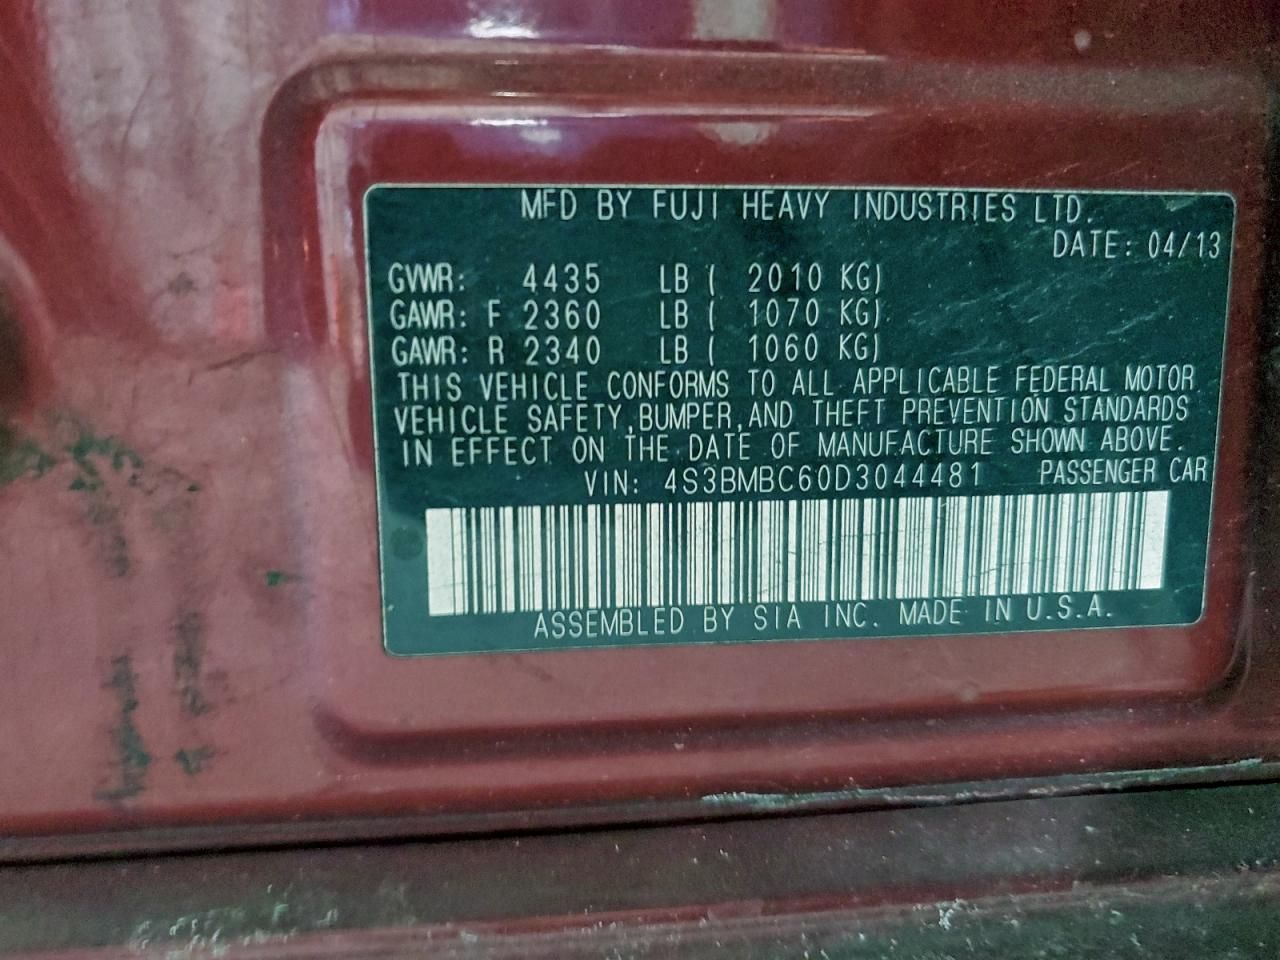 MFD BY FUJI HEAVY INDUSTRIES LTD.
DATE: 04/13
GVWR: 4435 LB ( 2010 KG)
GAWR: F 2360 LB ( 1070 KG)
GAWR: R 2340 LB ( 1060 KG)
THIS VEHICLE CONFORMS TO ALL APPLICABLE FEDERAL MOTOR
VEHICLE SAFETY,BUMPER,AND THEFT PREVENTION STANDARDS
IN EFFECT ON THE DATE OF MANUFACTURE SHOWN ABOVE.
VIN: 4S3BMBC60D3044481 PASSENGER CAR
ASSEMBLED BY SIA INC. MADE IN U.S.A.